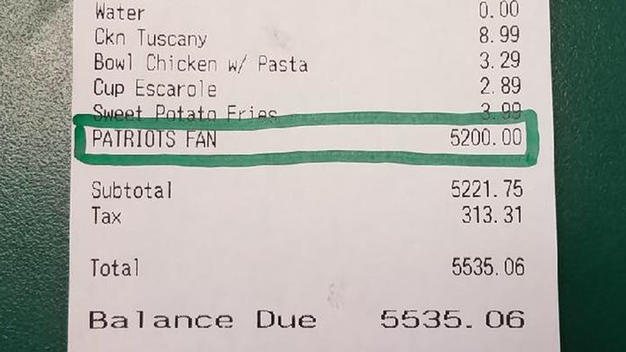 Water 0.00
Ckn Tuscany 8.99
Bowl Chicken w/ Pasta 3.29
Cup Escarole 2.89
Sweet Potato Fries 3.99
PATRIOTS FAN 5200.00
Subtotal 5221.75
Tax 313.31
Total 5535.06
Balance Due 5535.06